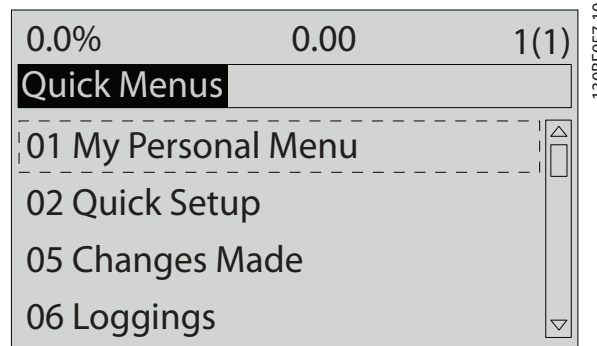 0.0% 0.00 1(1)
Quick Menus
01 My Personal Menu
02 Quick Setup
05 Changes Made
06 Loggings